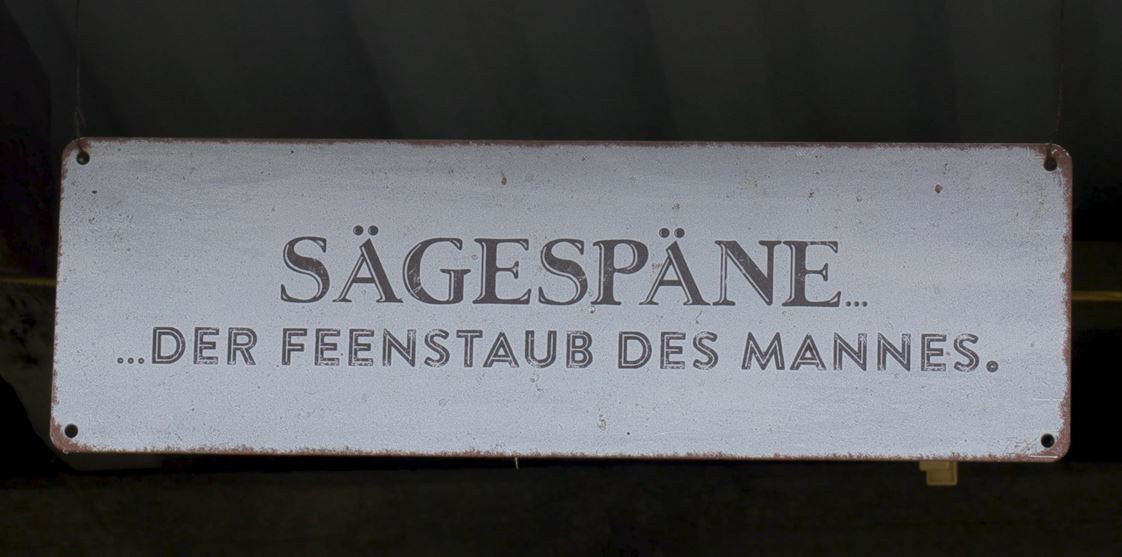 SÄGESPÄNE...
...DER FEENSTAUB DES MANNES.